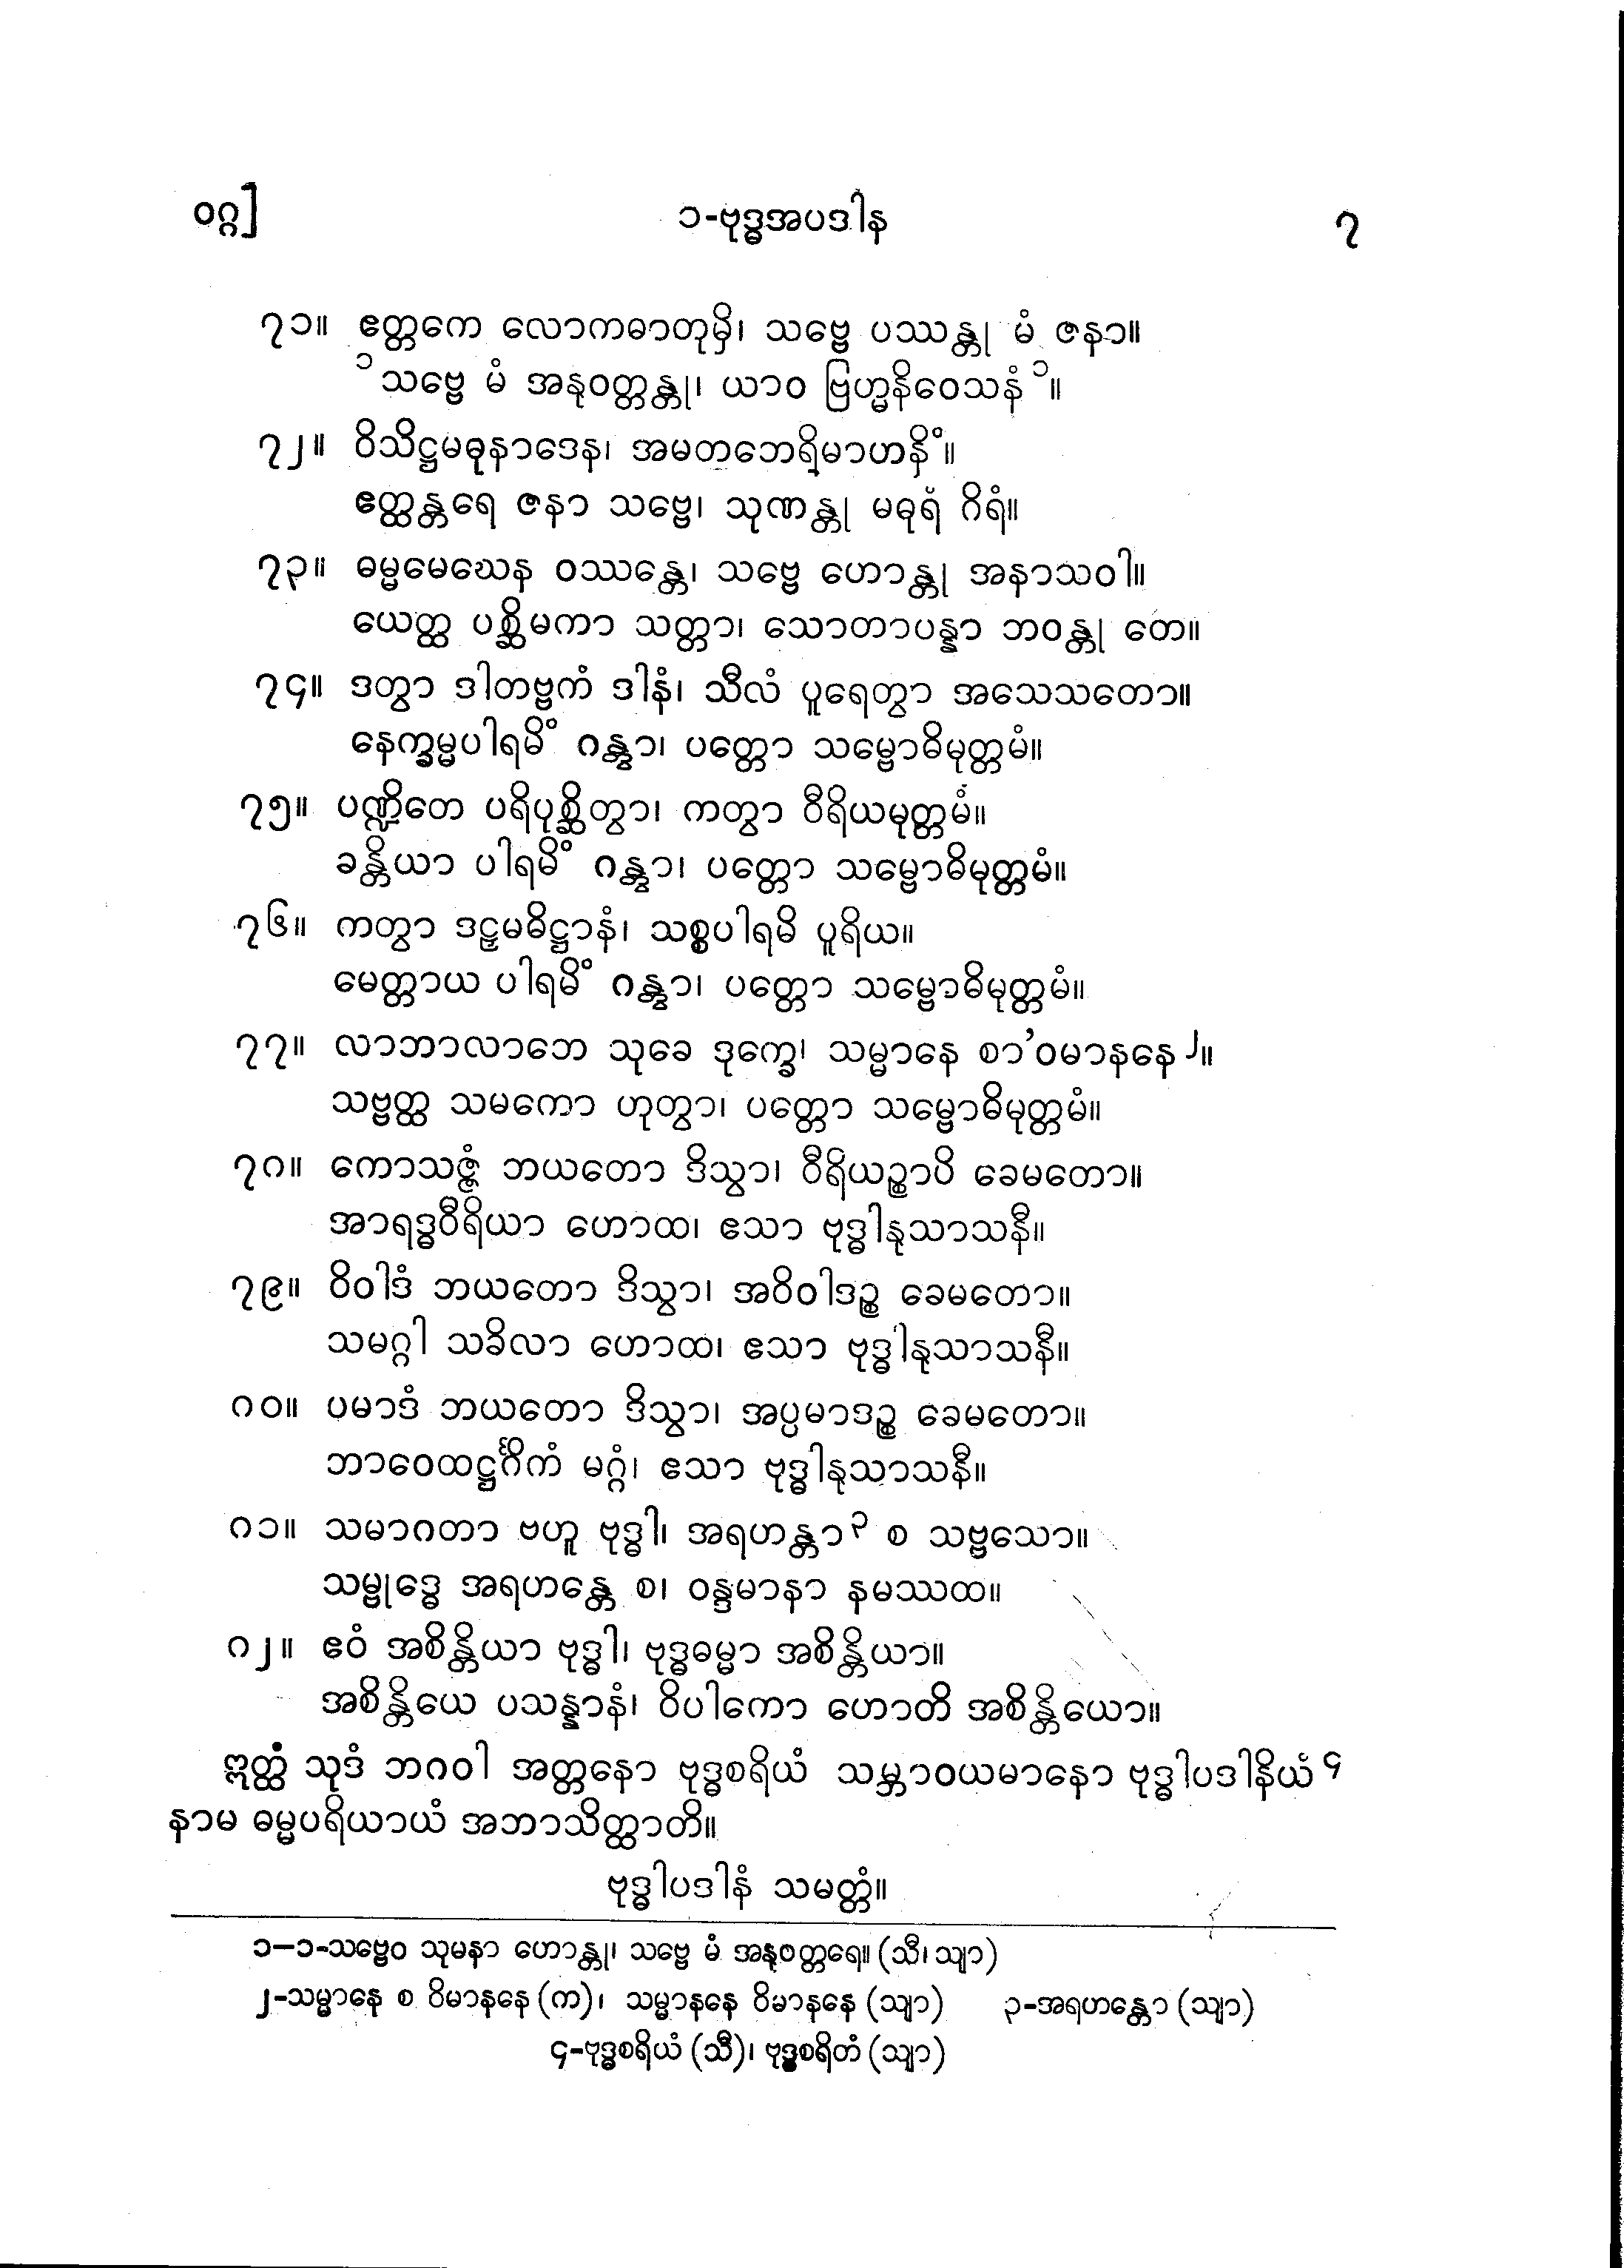 ဝဂ္ဂ]
၁-ဗုဒ္ဓအပဒါန
၇
၇၁။ ဧတ္တကေ လောကဓာတုမှိ၊ သဗ္ဗေ ပဿန္တု မံ ဇနာ။
၁သဗ္ဗေ မံ အနုဝတ္တန္တု၊ ယာဝ ဗြဟ္မနိဝေသနံ၁။
၇၂။ ဝိသိဋ္ဌမဓုနာဒေန၊ အမတဘေရိမာဟနိံ။
ဧတ္ထန္တရေ ဇနာ သဗ္ဗေ၊ သုဏန္တု မဓုရံ ဂိရံ။
၇၃။ ဓမ္မမေဃေန ဝဿန္တေ၊ သဗ္ဗေ ဟောန္တု အနာသဝါ။
ယေတ္ထ ပစ္ဆိမကာ သတ္တာ၊ သောတာပန္နာ ဘဝန္တု တေ။
၇၄။ ဒတွာ ဒါတဗ္ဗကံ ဒါနံ၊ သီလံ ပူရေတွာ အသေသတော။
နေက္ခမ္မပါရမိံ ဂန္တွာ၊ ပတ္တော သမ္ဗောဓိမုတ္တမံ။
၇၅။ ပဏ္ဍိတေ ပရိပုစ္ဆိတွာ၊ ကတွာ ဝီရိယမုတ္တမံ။
ခန္တိယာ ပါရမိံ ဂန္တွာ၊ ပတ္တော သမ္ဗောဓိမုတ္တမံ။
၇၆။ ကတွာ ဒဠှမဓိဋ္ဌာနံ၊ သစ္စပါရမိ ပူရိယ။
မေတ္တာယ ပါရမိံ ဂန္တွာ၊ ပတ္တော သမ္ဗောဓိမုတ္တမံ။
၇၇။ လာဘာလာဘေ သုခေ ဒုက္ခေ၊ သမ္မာနေ စာ’ဝမာနနေ၂။
သဗ္ဗတ္ထ သမကော ဟုတွာ၊ ပတ္တော သမ္ဗောဓိမုတ္တမံ။
၇၈။ ကောသဇ္ဇံ ဘယတော ဒိသွာ၊ ဝီရိယဉ္စာပိ ခေမတော။
အာရဒ္ဓဝီရိယာ ဟောထ၊ ဧသာ ဗုဒ္ဓါနုသာသနီ။
၇၉။ ဝိဝါဒံ ဘယတော ဒိသွာ၊ အဝိဝါဒဉ္စ ခေမတော။
သမဂ္ဂါ သခိလာ ဟောထ၊ ဧသာ ဗုဒ္ဓါနုသာသနီ။
၈၀။ ပမာဒံ ဘယတော ဒိသွာ၊ အပ္ပမာဒဉ္စ ခေမတော။
ဘာဝေထဋ္ဌင်္ဂိကံ မဂ္ဂံ၊ ဧသာ ဗုဒ္ဓါနုသာသနီ။
၈၁။ သမာဂတာ ဗဟူ ဗုဒ္ဓါ၊ အရဟန္တာ၃ စ သဗ္ဗသော။
သမ္ဗုဒ္ဓေ အရဟန္တေ စ၊ ဝန္ဒမာနာ နမဿထ။
၈၂။ ဧဝံ အစိန္တိယာ ဗုဒ္ဓါ၊ ဗုဒ္ဓဓမ္မာ အစိန္တိယာ။
အစိန္တိယေ ပသန္နာနံ၊ ဝိပါကော ဟောတိ အစိန္တိယော။
ဣတ္ထံ သုဒံ ဘဂဝါ အတ္တနော ဗုဒ္ဓစရိယံ သမ္ဘာဝယမာနော ဗုဒ္ဓါပဒါနိယံ၄
နာမ ဓမ္မပရိယာယံ အဘာသိတ္ထာတိ။
ဗုဒ္ဓါပဒါနံ သမတ္တံ။
၁–၁-သဗ္ဗေဝ သုမနာ ဟောန္တု၊ သဗ္ဗေ မံ အနုဝတ္တရေ။ (သီ၊ သျာ)
၂-သမ္မာနေ စ ဝိမာနနေ (က)၊ သမ္မာနနေ ဝိမာနနေ (သျာ) ၃-အရဟန္တော (သျာ)
၄-ဗုဒ္ဓစရိယံ (သီ)၊ ဗုဒ္ဓစရိတံ (သျာ)